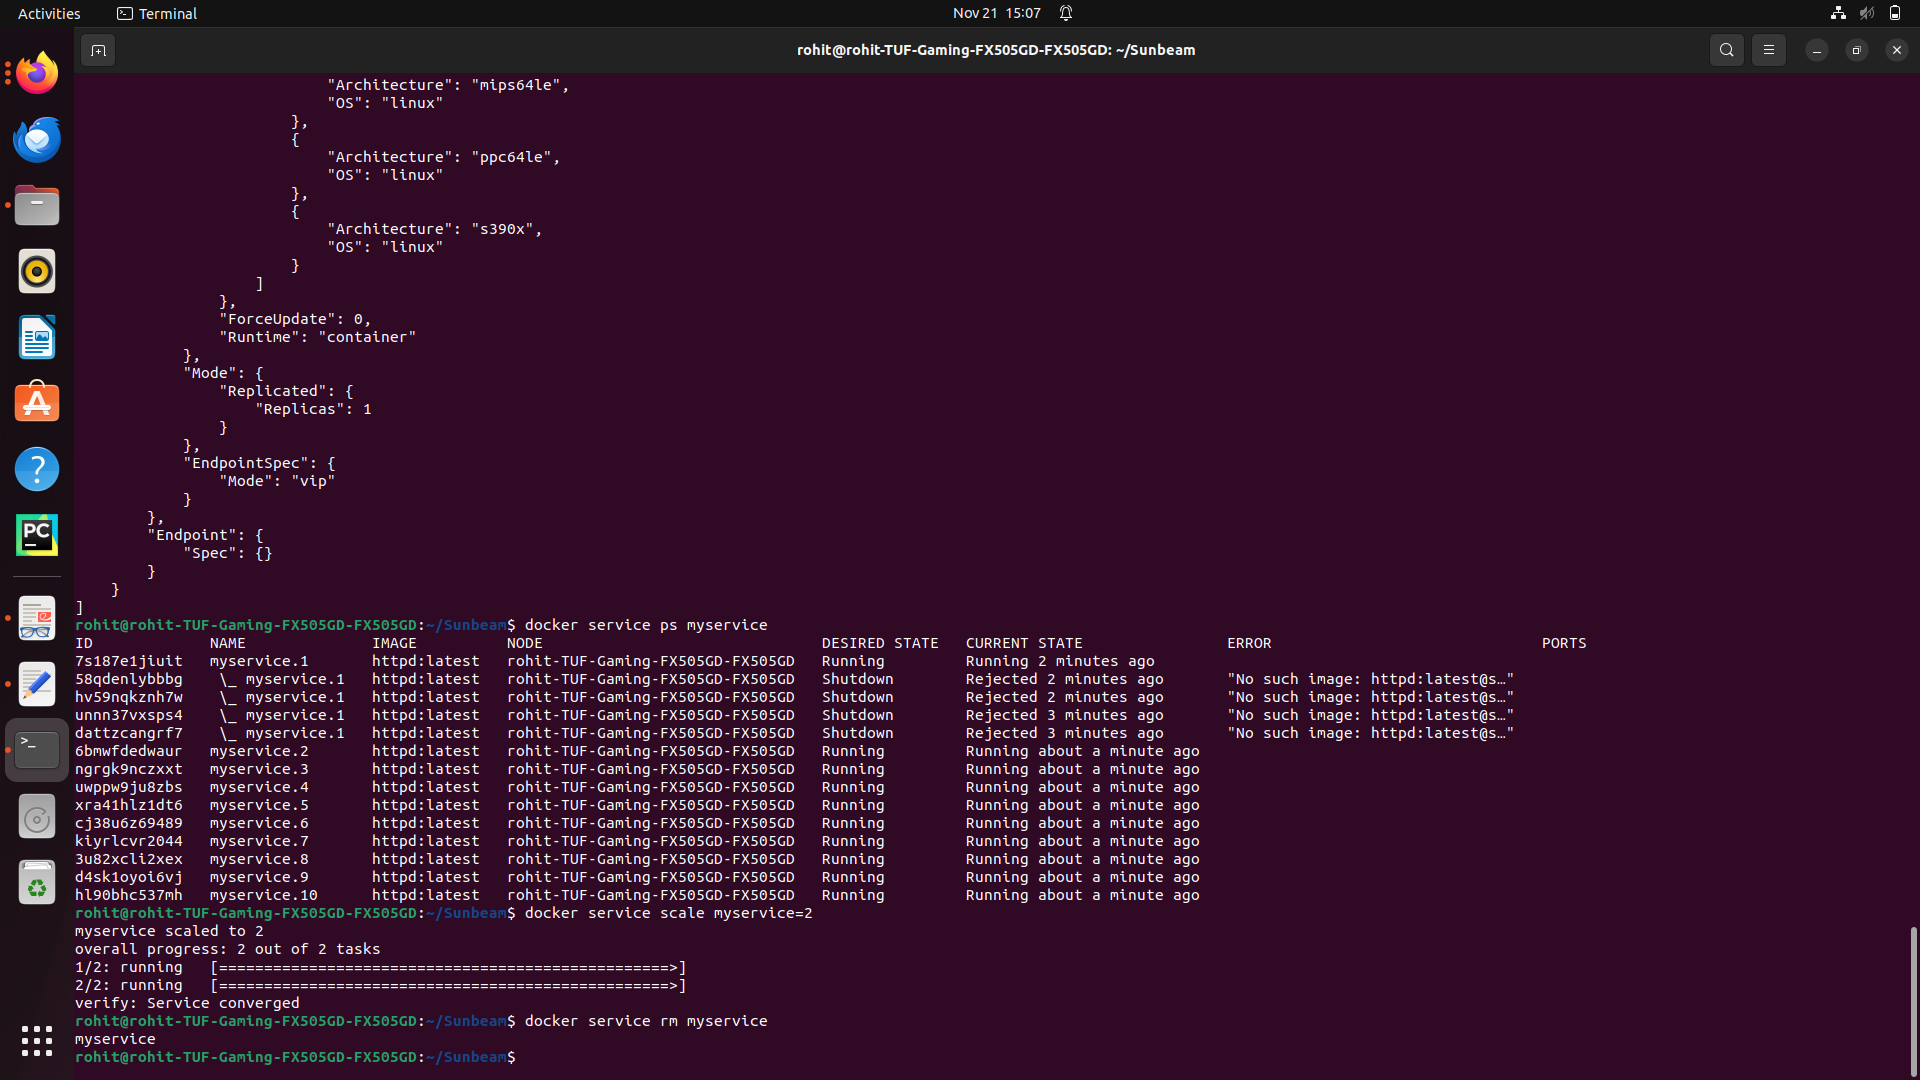 Activities
Terminal
Nov 21 15:07
rohit@rohit-TUF-Gaming-FX505GD-FX505GD: ~/Sunbeam
"Architecture": "mips64le",
"OS": "linux"
},
{
"Architecture": "ppc64le",
"OS": "linux"
},
{
"Architecture": "s390x",
"OS": "linux"
}
]
},
"ForceUpdate": 0,
"Runtime": "container"
},
"Mode": {
"Replicated": {
"Replicas": 1
}
},
"EndpointSpec": {
"Mode": "vip"
}
},
"Endpoint": {
"Spec": {}
}
}
]
rohit@rohit-TUF-Gaming-FX505GD-FX505GD:~/Sunbeam$ docker service ps myservice
ID NAME IMAGE NODE DESIRED STATE CURRENT STATE ERROR PORTS
7s187e1jiuit myservice.1 httpd:latest rohit-TUF-Gaming-FX505GD-FX505GD Running Running 2 minutes ago
58qdenlybbbg \_ myservice.1 httpd:latest rohit-TUF-Gaming-FX505GD-FX505GD Shutdown Rejected 2 minutes ago "No such image: httpd:latest@s…"
hv59nqkznh7w \_ myservice.1 httpd:latest rohit-TUF-Gaming-FX505GD-FX505GD Shutdown Rejected 2 minutes ago "No such image: httpd:latest@s…"
unnn37vxsps4 \_ myservice.1 httpd:latest rohit-TUF-Gaming-FX505GD-FX505GD Shutdown Rejected 3 minutes ago "No such image: httpd:latest@s…"
dattzcangrf7 \_ myservice.1 httpd:latest rohit-TUF-Gaming-FX505GD-FX505GD Shutdown Rejected 3 minutes ago "No such image: httpd:latest@s…"
6bmwfdedwaur myservice.2 httpd:latest rohit-TUF-Gaming-FX505GD-FX505GD Running Running about a minute ago
ngrgk9nczxxt myservice.3 httpd:latest rohit-TUF-Gaming-FX505GD-FX505GD Running Running about a minute ago
uwppw9ju8zbs myservice.4 httpd:latest rohit-TUF-Gaming-FX505GD-FX505GD Running Running about a minute ago
xra41hlz1dt6 myservice.5 httpd:latest rohit-TUF-Gaming-FX505GD-FX505GD Running Running about a minute ago
cj38u6z69489 myservice.6 httpd:latest rohit-TUF-Gaming-FX505GD-FX505GD Running Running about a minute ago
kiyrlcvr2044 myservice.7 httpd:latest rohit-TUF-Gaming-FX505GD-FX505GD Running Running about a minute ago
3u82xcli2xex myservice.8 httpd:latest rohit-TUF-Gaming-FX505GD-FX505GD Running Running about a minute ago
d4sk1oyoi6vj myservice.9 httpd:latest rohit-TUF-Gaming-FX505GD-FX505GD Running Running about a minute ago
hl90bhc537mh myservice.10 httpd:latest rohit-TUF-Gaming-FX505GD-FX505GD Running Running about a minute ago
rohit@rohit-TUF-Gaming-FX505GD-FX505GD:~/Sunbeam$ docker service scale myservice=2
myservice scaled to 2
overall progress: 2 out of 2 tasks
1/2: running [==================================================>]
2/2: running [==================================================>]
verify: Service converged
rohit@rohit-TUF-Gaming-FX505GD-FX505GD:~/Sunbeam$ docker service rm myservice
myservice
rohit@rohit-TUF-Gaming-FX505GD-FX505GD:~/Sunbeam$
PC